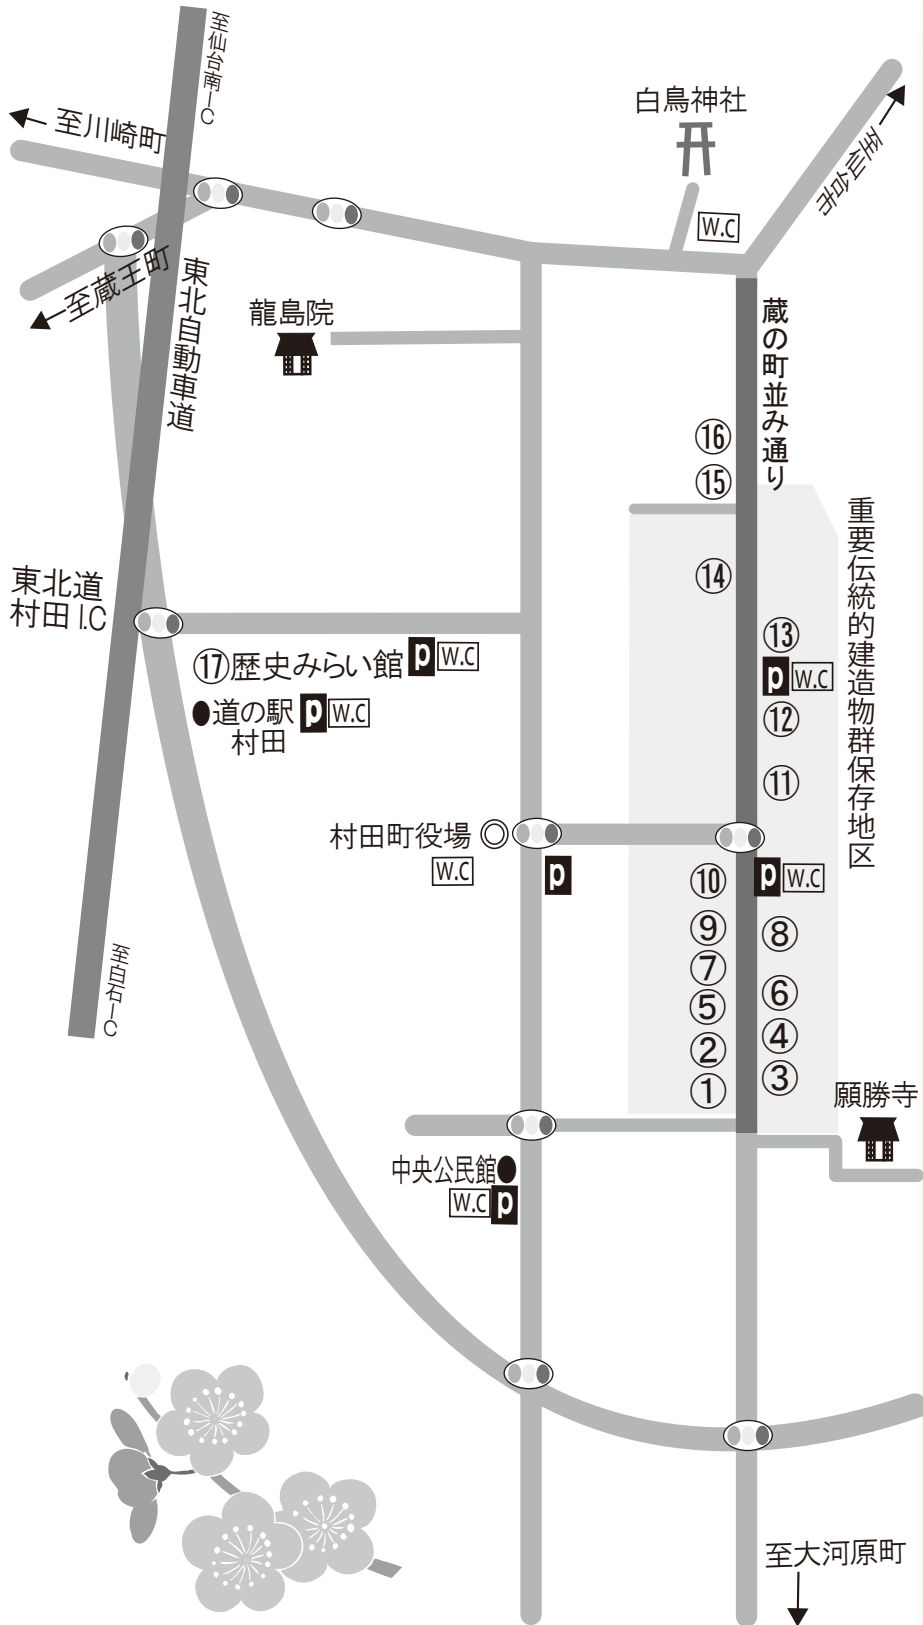 至仙台南IC
至川崎町
白鳥神社
W.C
至仙台市
至蔵王町
東北自動車道
龍島院
蔵の町並み通り
⑯
⑮
重要伝統的建造物群保存地区
⑭
東北道
村田I.C
⑬
⑰歴史みらい館 P W.C
P W.C
●道の駅 P W.C
村田
⑫
⑪
村田町役場 ◎
W.C
P
P W.C
⑩
⑨
⑧
⑦
⑥
⑤
④
②
③
①
至白石IC
願勝寺
中央公民館●
W.C P
至大河原町